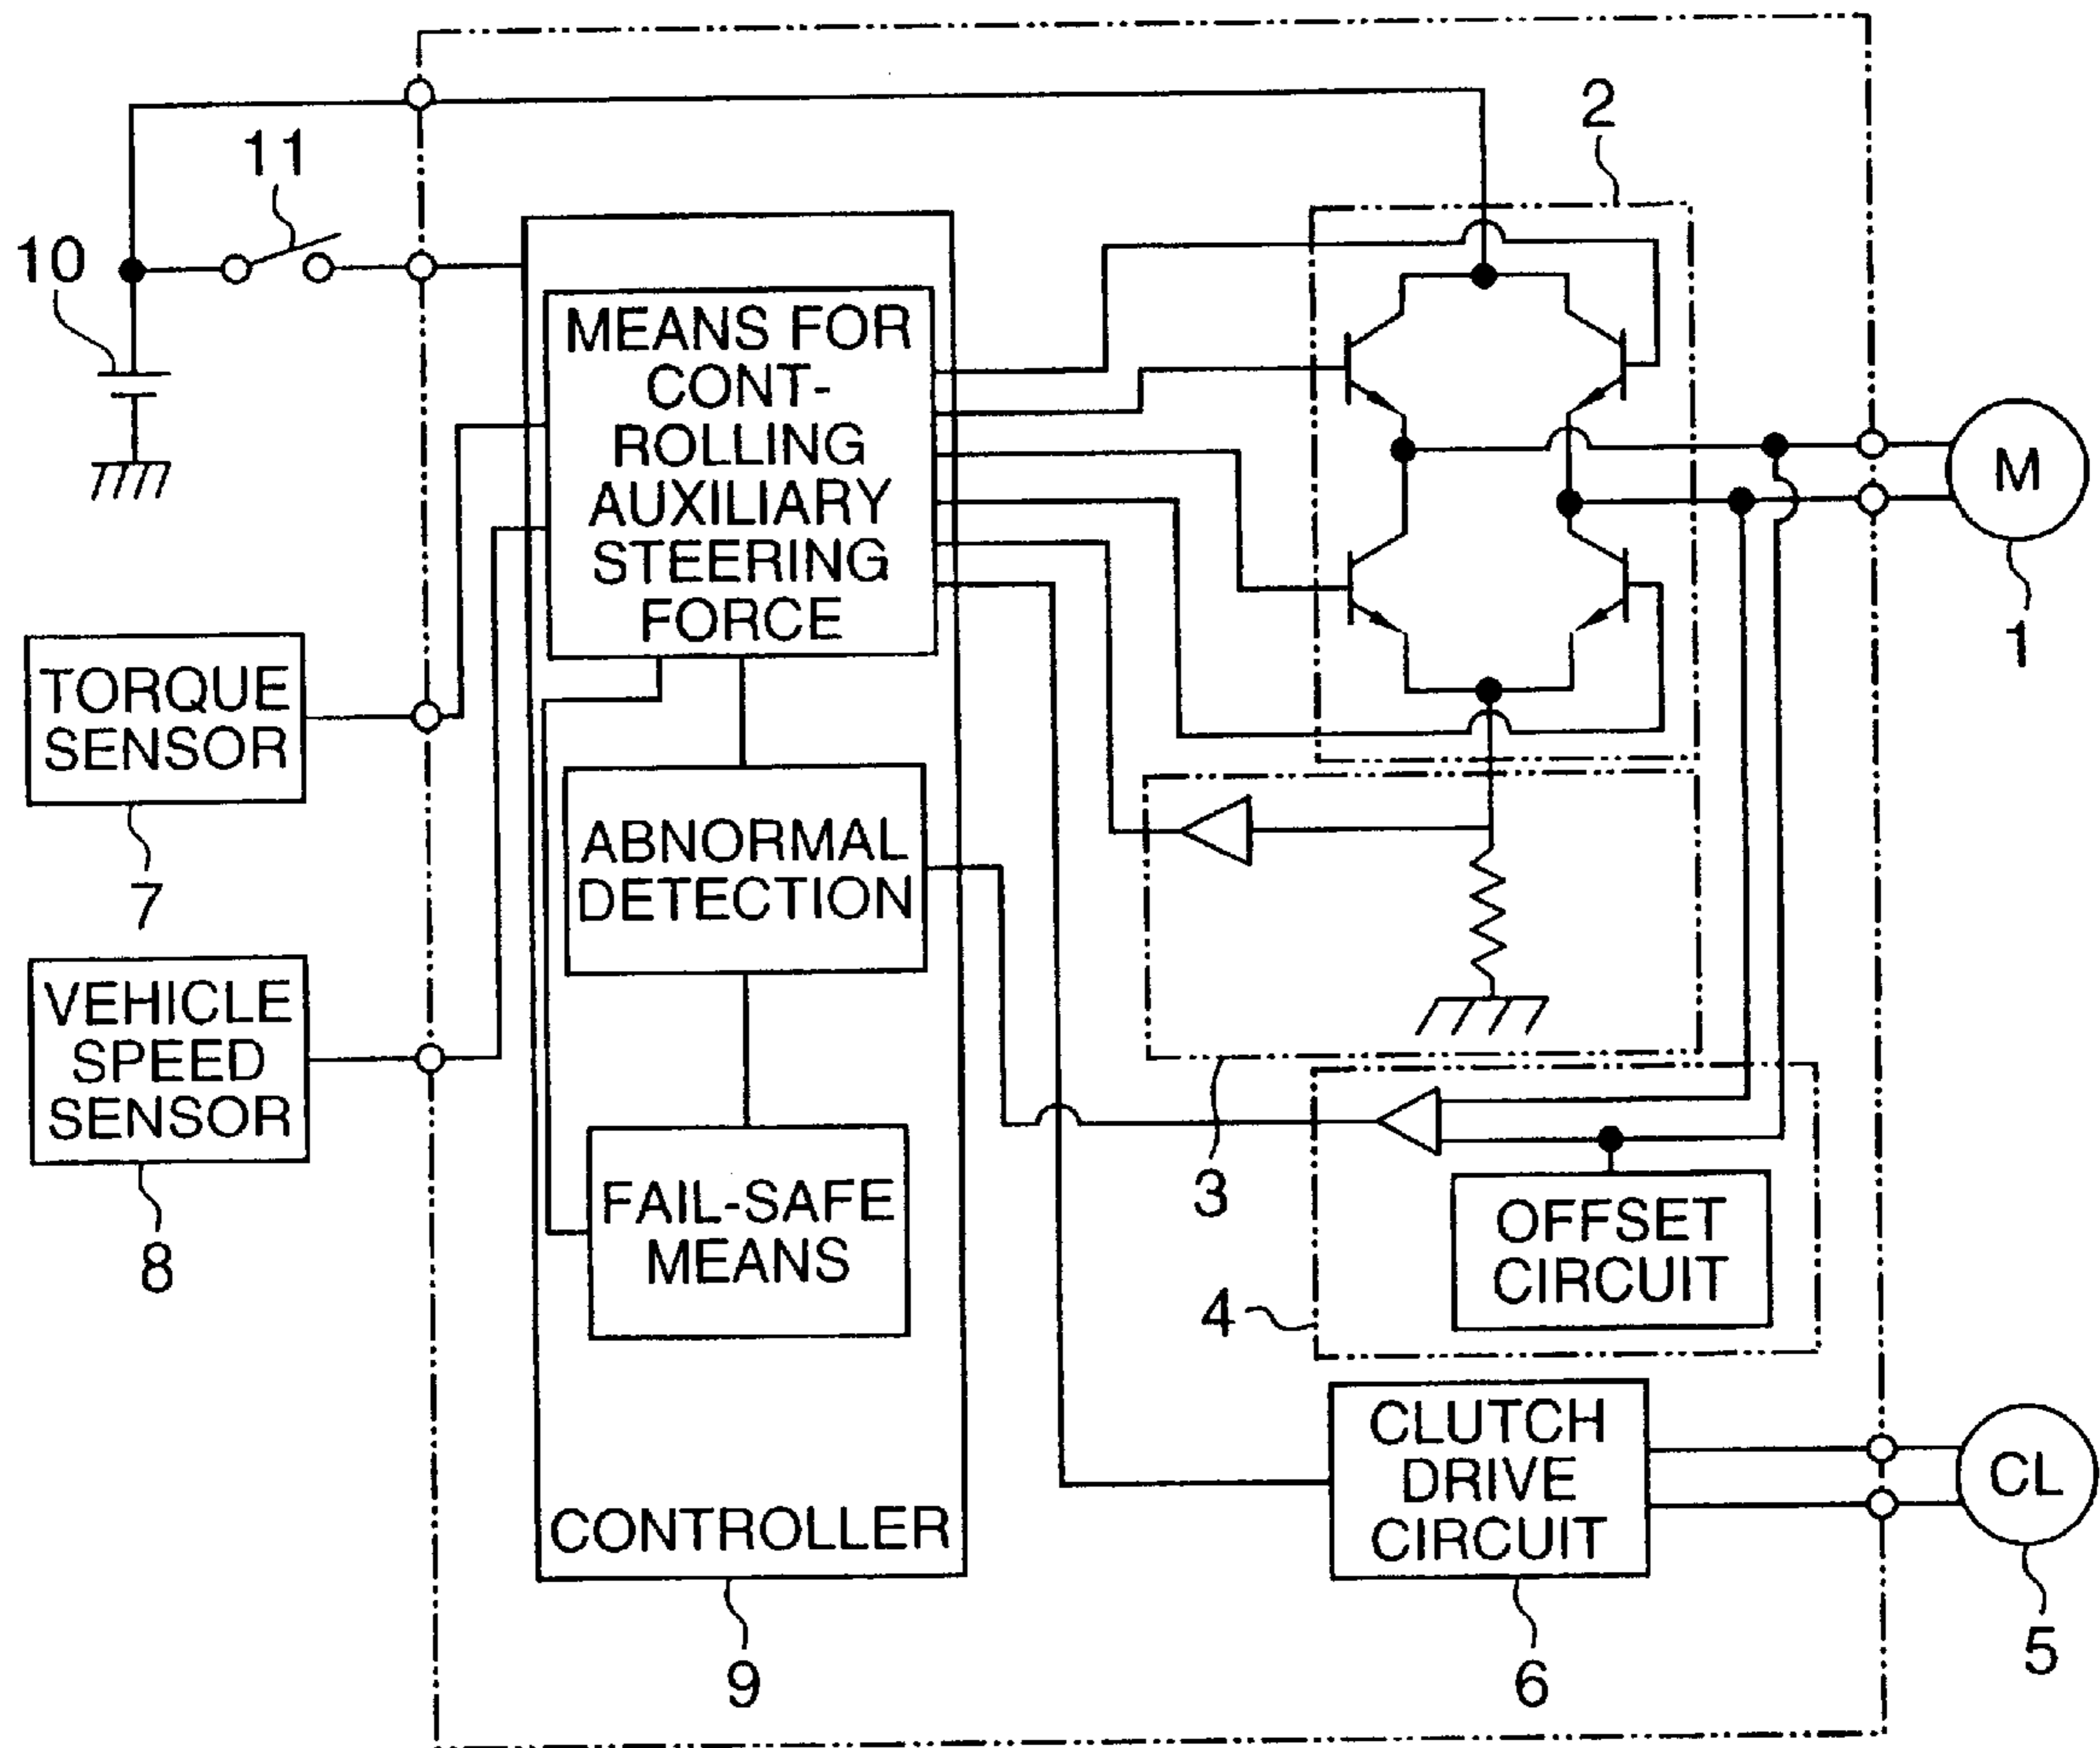 2
11
10
MEANS FOR
CONT-
ROLLING
AUXILIARY
STEERING
FORCE
M
1
TORQUE
SENSOR
7
ABNORMAL
DETECTION
VEHICLE
SPEED
SENSOR
8
FAIL-SAFE
MEANS
3
OFFSET
CIRCUIT
4
CLUTCH
DRIVE
CIRCUIT
CL
CONTROLLER
9
6
5